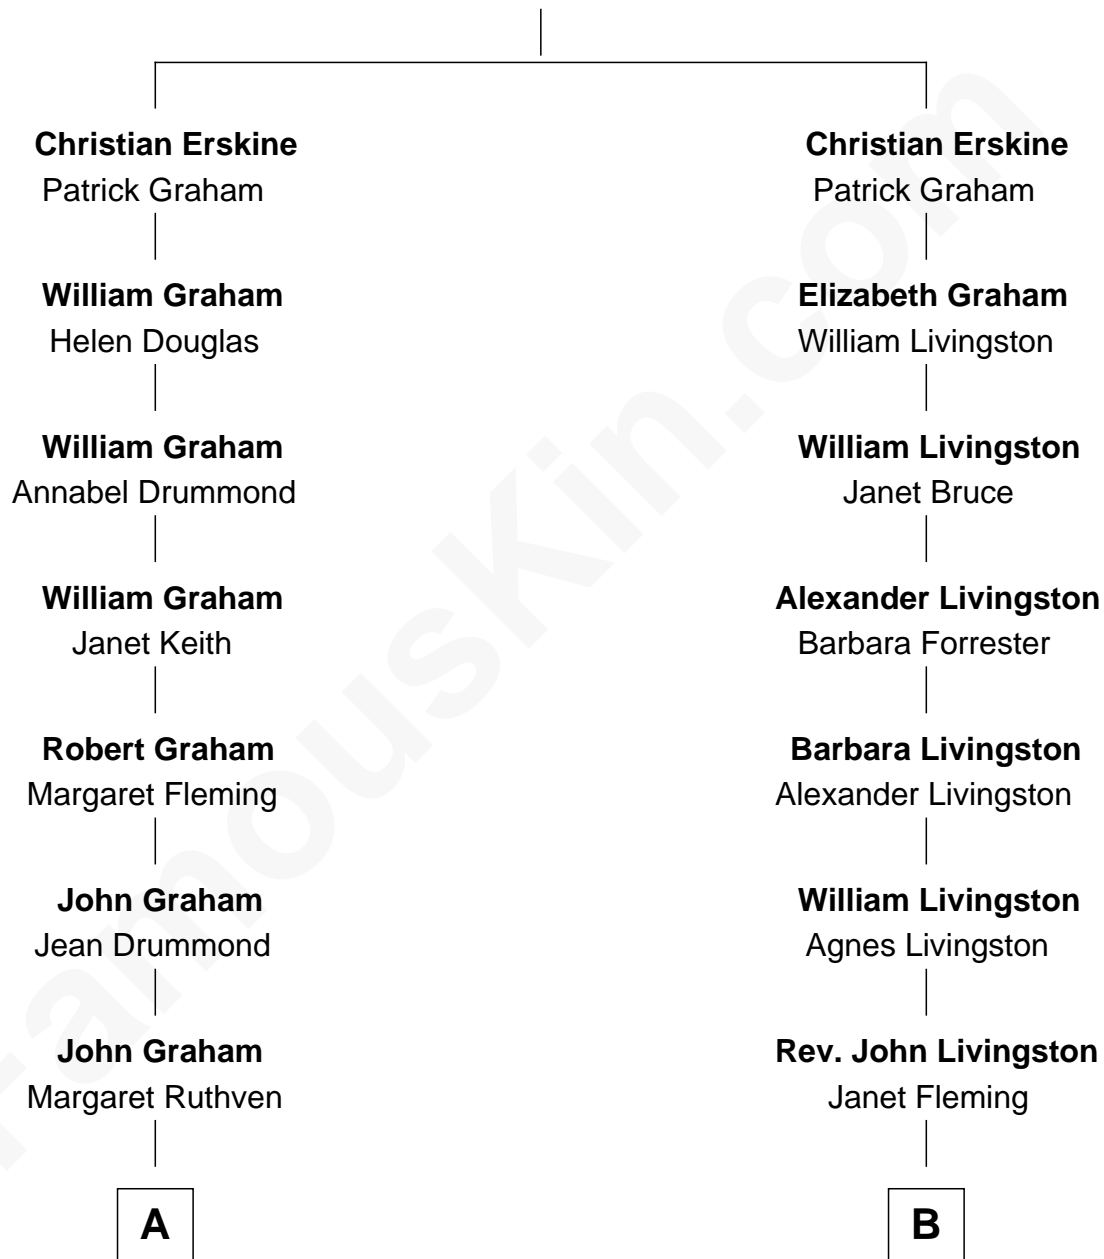 Christian Erskine
Patrick Graham
William Graham
Helen Douglas
William Graham
Annabel Drummond
William Graham
Janet Keith
Robert Graham
Margaret Fleming
John Graham
Jean Drummond
John Graham
Margaret Ruthven
A
Christian Erskine
Patrick Graham
Elizabeth Graham
William Livingston
William Livingston
Janet Bruce
Alexander Livingston
Barbara Forrester
Barbara Livingston
Alexander Livingston
William Livingston
Agnes Livingston
Rev. John Livingston
Janet Fleming
B
FamousKin.com